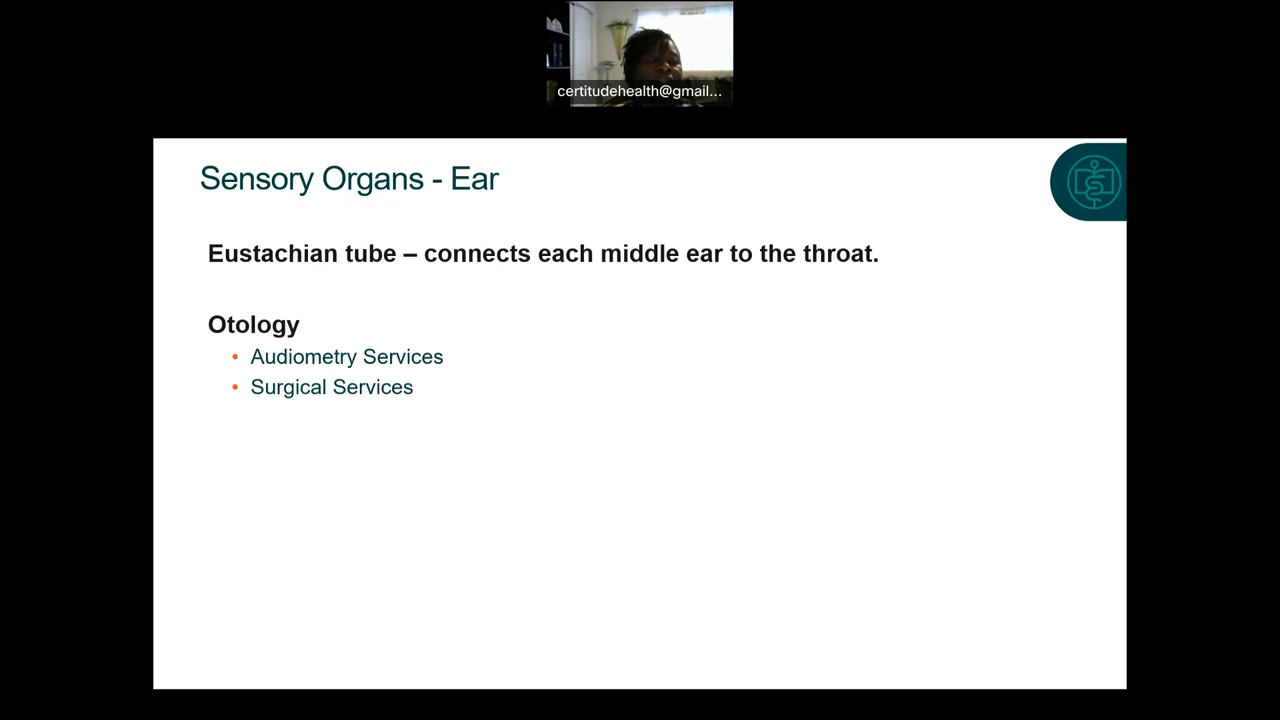 certitudehealth@gmail...
Sensory Organs - Ear
Eustachian tube – connects each middle ear to the throat.
Otology
• Audiometry Services
• Surgical Services